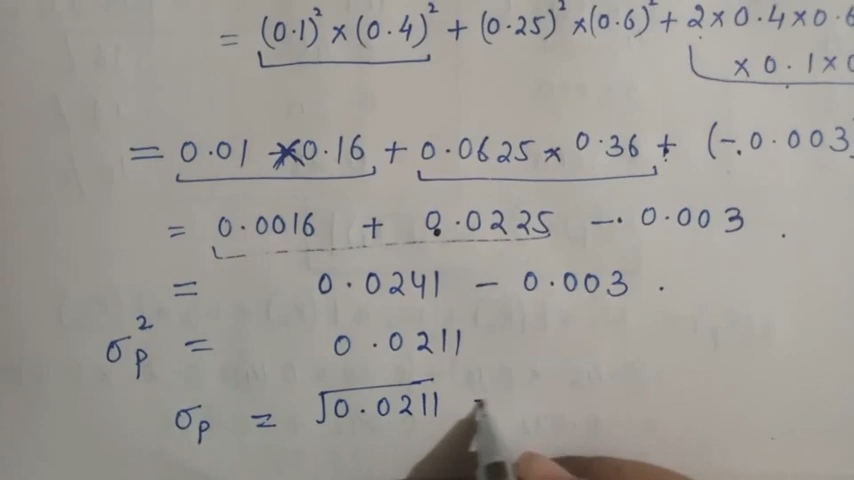 = (0.1)² × (0.4)² + (0.25)² × (0.6)² + 2 × 0.4 × 0.6
× 0.1 × 0
= 0.01 × 0.16 + 0.0625 × 0.36 + (-0.003)
= 0.0016 + 0.0225 - 0.003 .
= 0.0241 - 0.003 .
σp² = 0.0211
σp = √0.0211